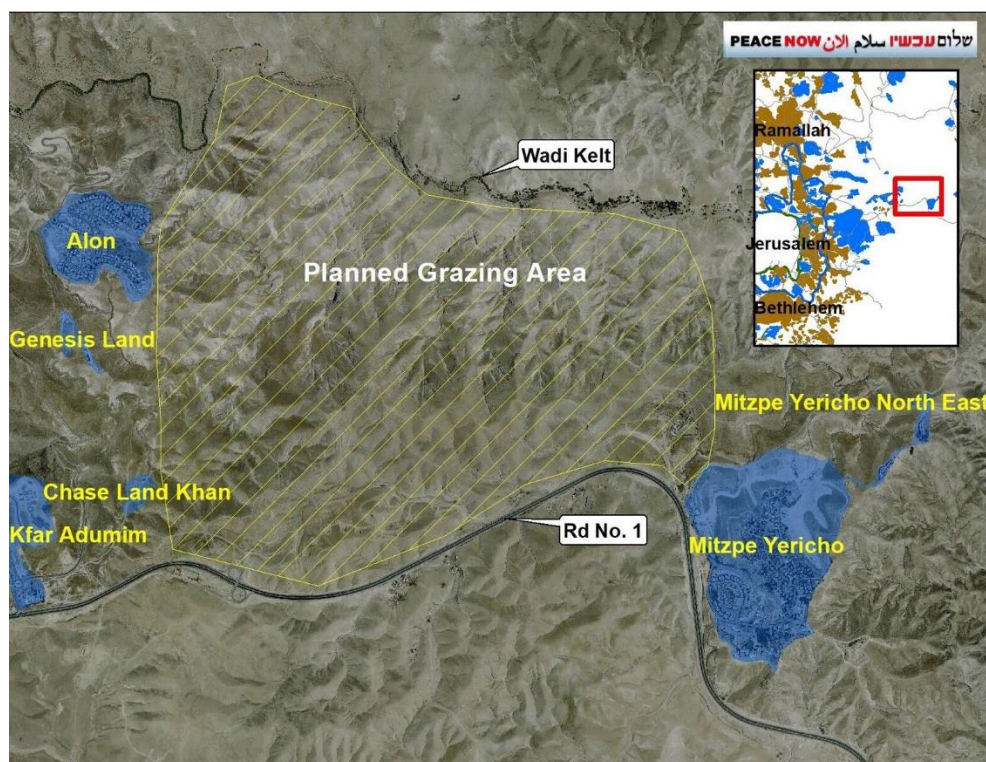 PEACE NOW سلام الان שלום עכשיו
Ramallah
Jerusalem
Bethlehem
Wadi Kelt
Alon
Planned Grazing Area
Genesis Land
Mitzpe Yericho North East
Chase Land Khan
Kfar Adumim
Rd No. 1
Mitzpe Yericho